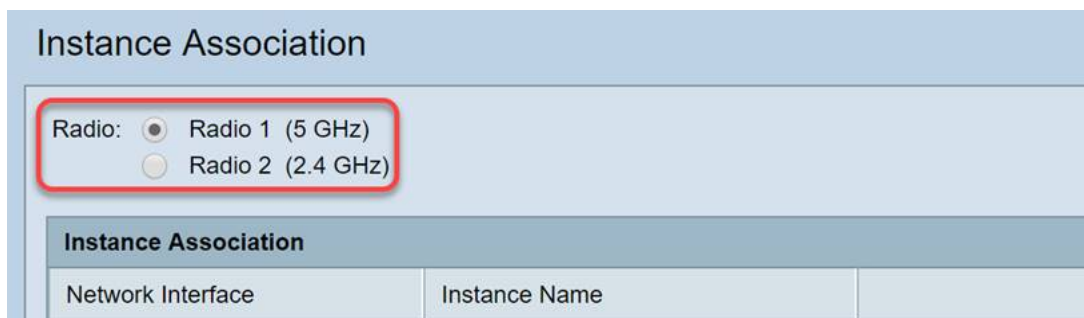 Instance Association
Radio: Radio 1 (5 GHz)
Radio 2 (2.4 GHz)
Instance Association
Network Interface Instance Name